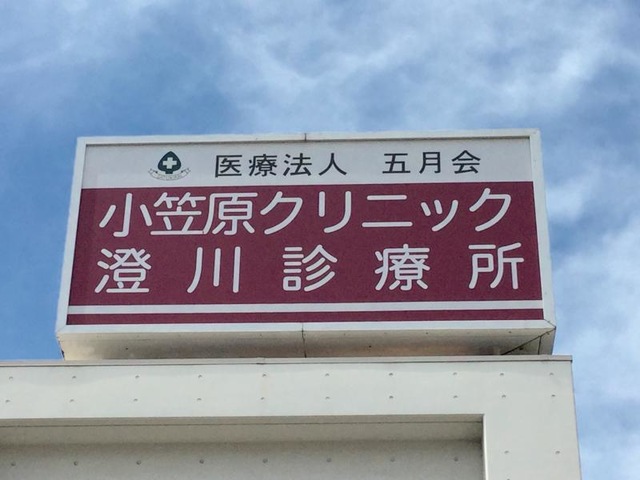 医療法人 五月会
小笠原クリニック
澄川診療所